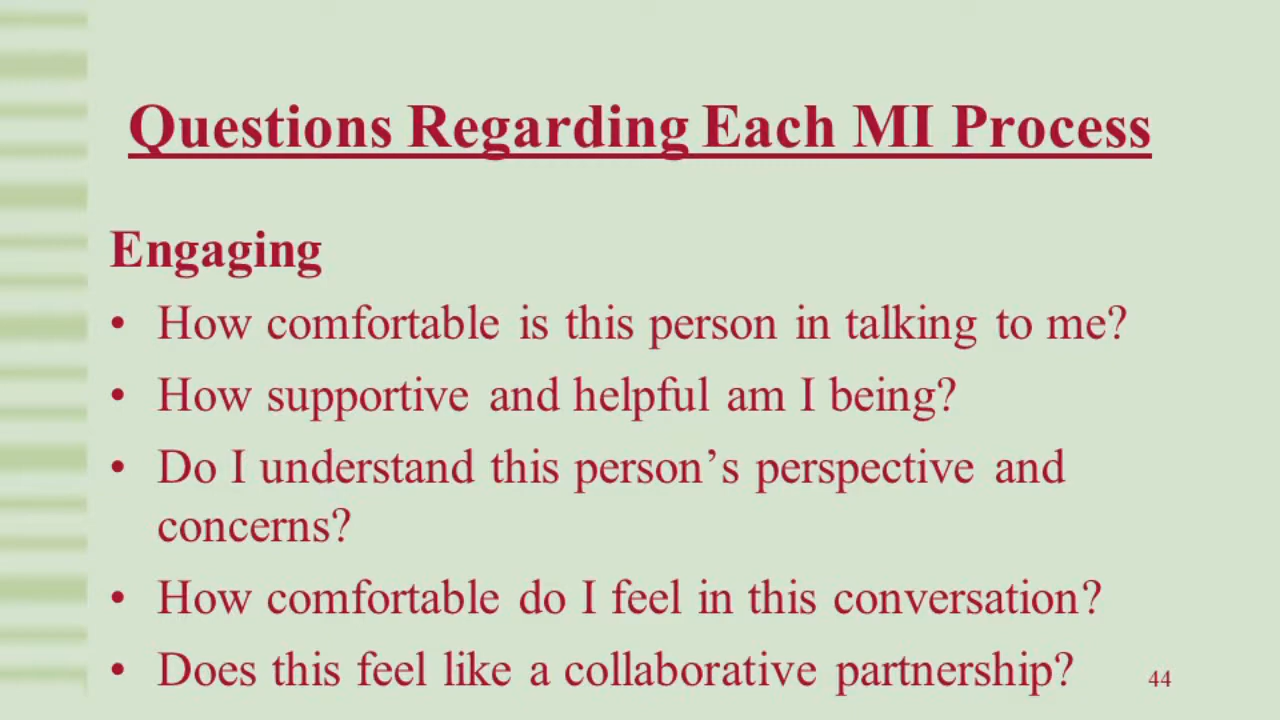 Questions Regarding Each MI Process
Engaging
• How comfortable is this person in talking to me?
• How supportive and helpful am I being?
• Do I understand this person’s perspective and
concerns?
• How comfortable do I feel in this conversation?
• Does this feel like a collaborative partnership?
44